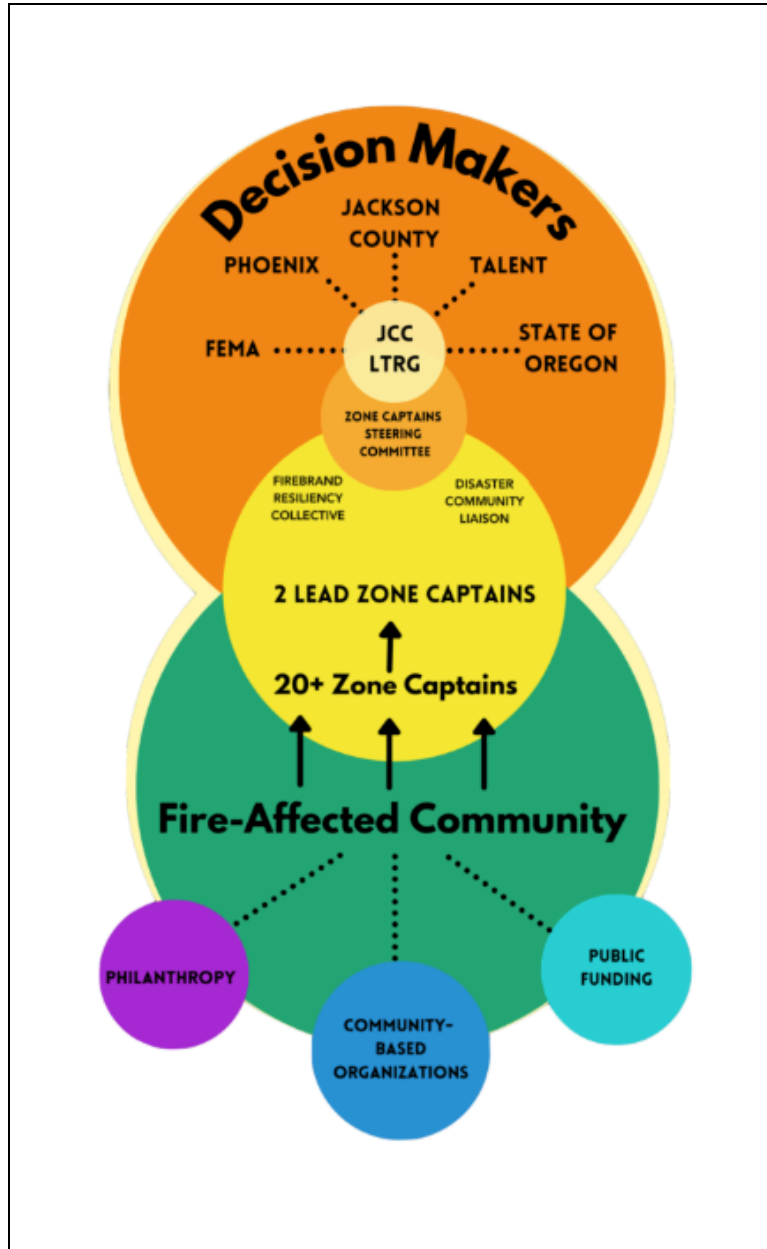 Decision Makers
JACKSON
COUNTY
PHOENIX
TALENT
FEMA
JCC
LTRG
STATE OF
OREGON
ZONE CAPTAINS
STEERING
COMMITTEE
FIREBRAND
RESILIENCY
COLLECTIVE
DISASTER
COMMUNITY
LIAISON
2 LEAD ZONE CAPTAINS
20+ Zone Captains
Fire-Affected Community
PHILANTHROPY
COMMUNITY-
BASED
ORGANIZATIONS
PUBLIC
FUNDING